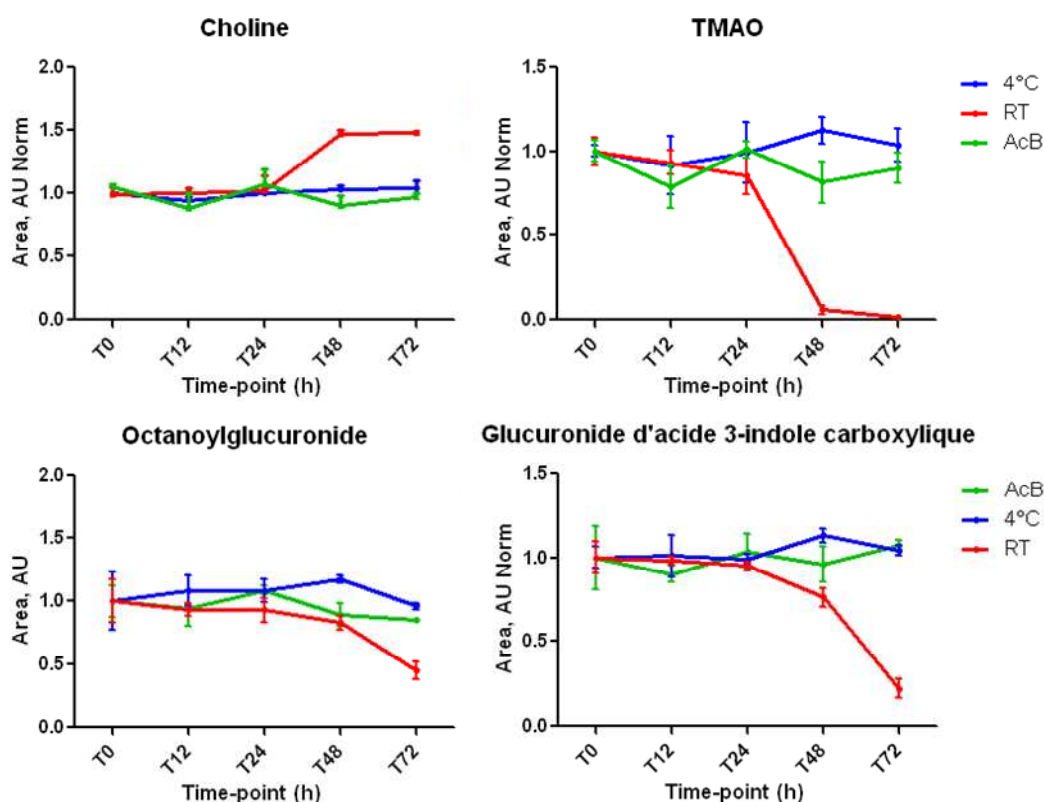 Choline
2.0
1.5
1.0
0.5
0.0
Area, AU Norm
T0
T12
T24
T48
T72
Time-point (h)
TMAO
1.5
1.0
0.5
0.0
Area, AU Norm
T0
T12
T24
T48
T72
Time-point (h)
4°C
RT
AcB
Octanoylglucuronide
2.0
1.5
1.0
0.5
0.0
Area, AU
T0
T12
T24
T48
T72
Time-point (h)
Glucuronide d'acide 3-indole carboxylique
1.5
1.0
0.5
0.0
Area, AU Norm
T0
T12
T24
T48
T72
Time-point (h)
AcB
4°C
RT